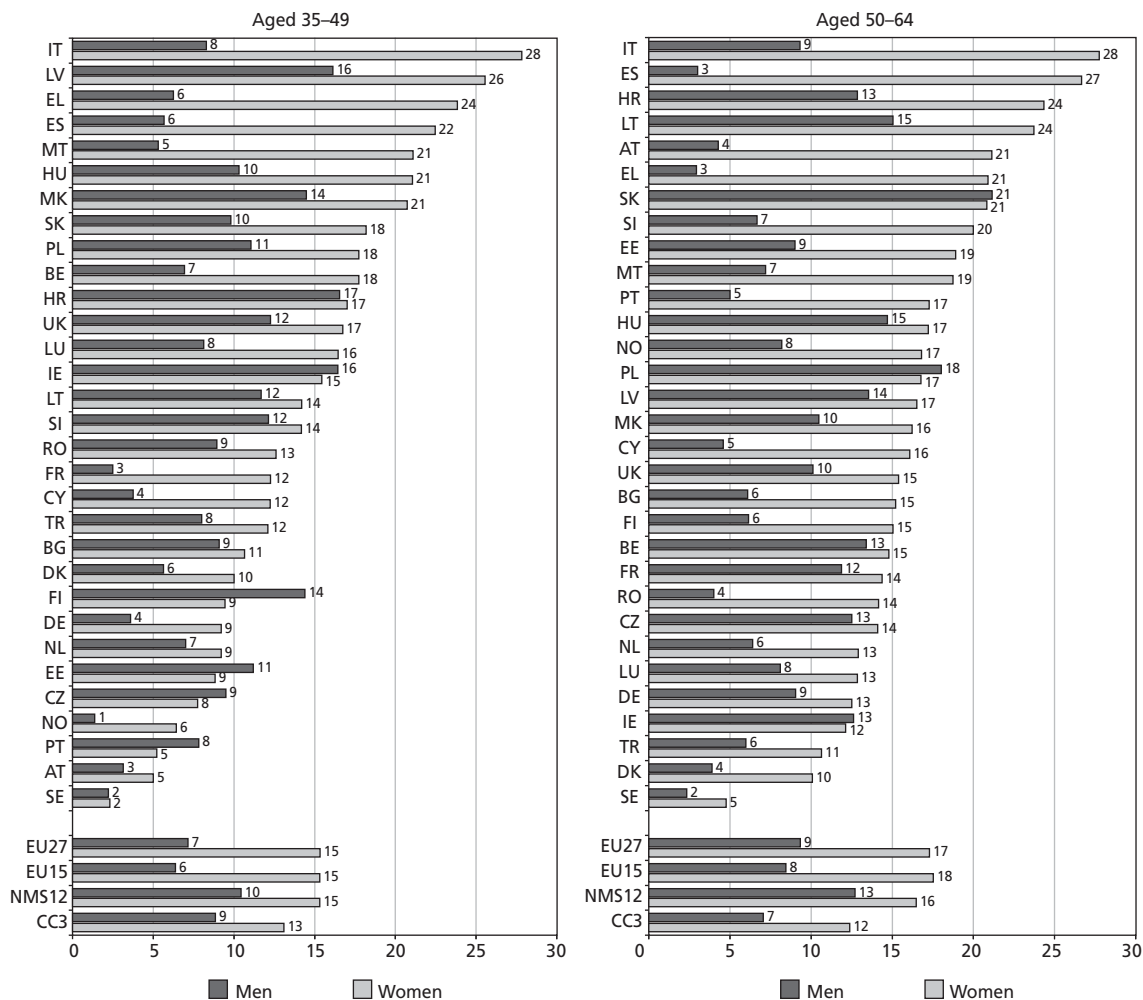 Aged 35–49
IT 8 28
LV 16 26
EL 6 24
ES 6 22
MT 5 21
HU 10 21
MK 14 21
SK 10 18
PL 11 18
BE 7 18
HR 17 17
UK 12 17
LU 8 16
IE 16 15
LT 12 14
SI 12 14
RO 9 13
FR 3 12
CY 4 12
TR 8 12
BG 9 11
DK 6 10
FI 14 9
DE 4 9
NL 7 9
EE 11 9
CZ 9 8
NO 1 6
PT 8 5
AT 3 5
SE 2 2
EU27 7 15
EU15 6 15
NMS12 10 15
CC3 9 13
0 5 10 15 20 25 30
Men Women
Aged 50–64
IT 9 28
ES 3 27
HR 13 24
LT 15 24
AT 4 21
EL 3 21
SK 21 21
SI 7 20
EE 9 19
MT 7 19
PT 5 17
HU 15 17
NO 8 17
PL 18 17
LV 14 17
MK 10 16
CY 5 16
UK 10 15
BG 6 15
FI 6 15
BE 13 15
FR 12 14
RO 4 14
CZ 13 14
NL 6 13
LU 8 13
DE 9 13
IE 13 12
TR 6 11
DK 4 10
SE 2 5
EU27 9 17
EU15 8 18
NMS12 13 16
CC3 7 12
0 5 10 15 20 25 30
Men Women